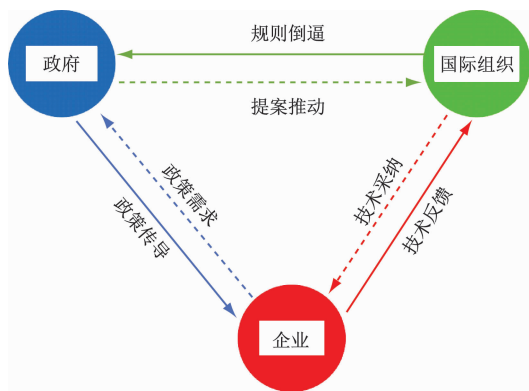 规则倒逼
政府
国际组织
提案推动
政策需求
政策传导
技术采纳
技术反馈
企业